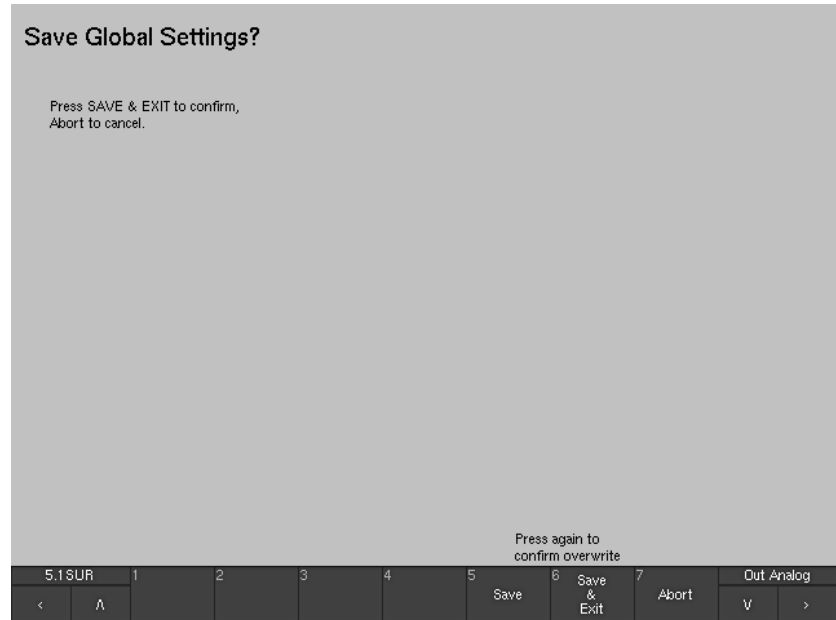 Save Global Settings?
Press SAVE & EXIT to confirm,
Abort to cancel.
Press again to
confirm overwrite
5.1SUR
< Λ
1
2
3
4
5
Save
6
Save
&
Exit
7
Abort
Out Analog
V >